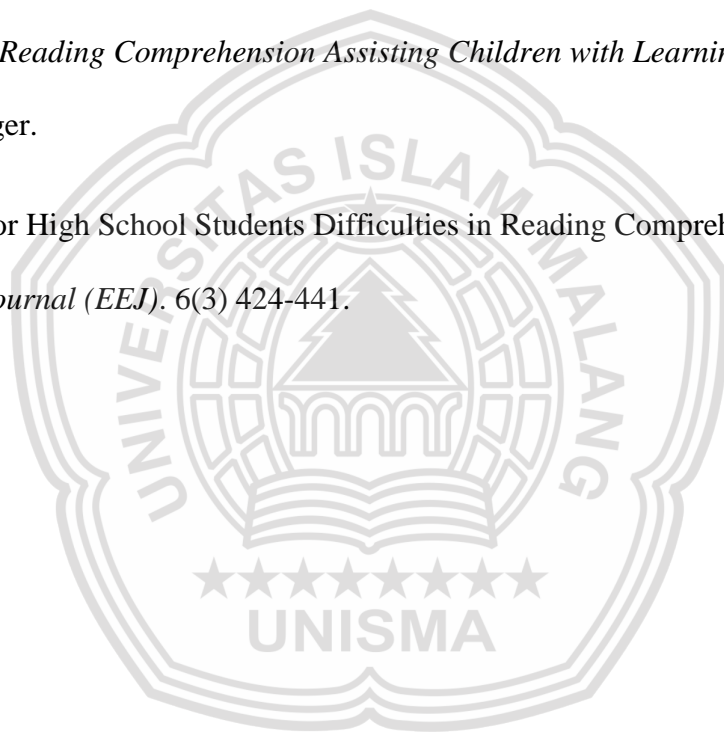 Reading Comprehension Assisting Children with Learnin
ger.
or High School Students Difficulties in Reading Compreh
ournal (EEJ). 6(3) 424-441.
UNIVERSITAS ISLAM MALANG
UNISMA